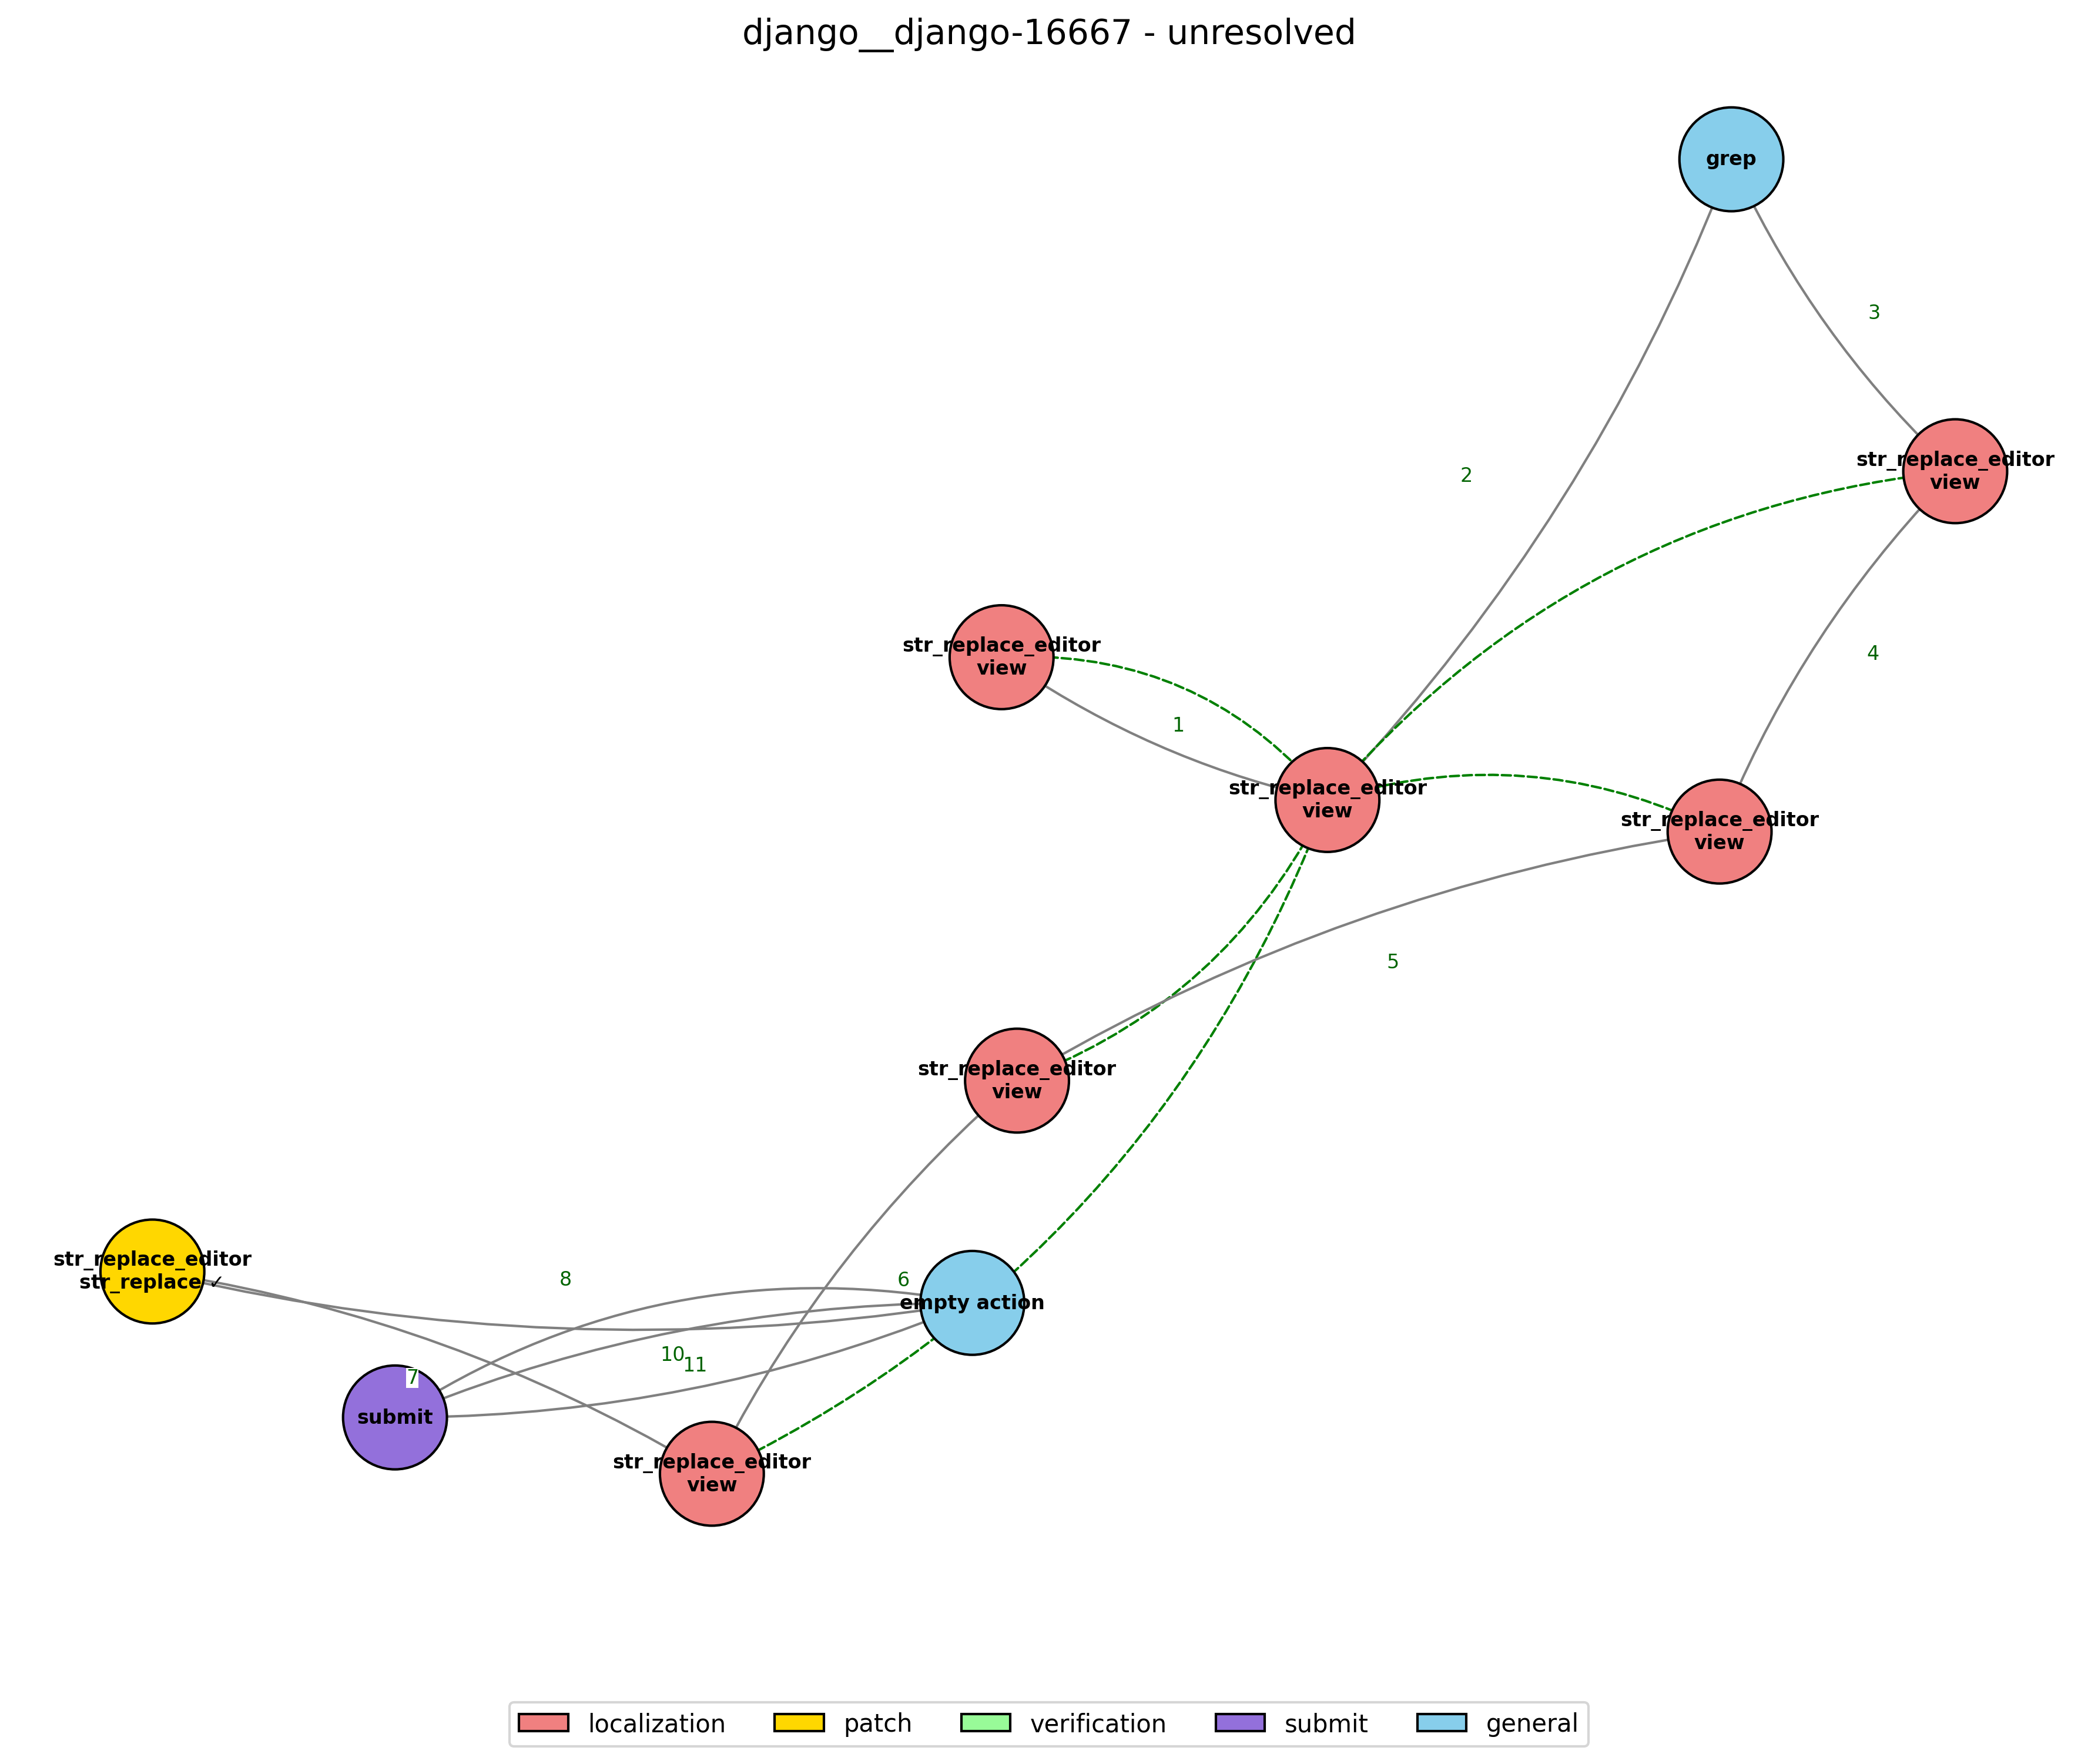 django__django-16667 - unresolved
grep
3
str_replace_editor
view
2
str_replace_editor
view
4
1
str_replace_editor
view
str_replace_editor
view
5
str_replace_editor
view
str_replace_editor
str_replace ✓
8
6
empty action
10
11
7
submit
str_replace_editor
view
localization
patch
verification
submit
general